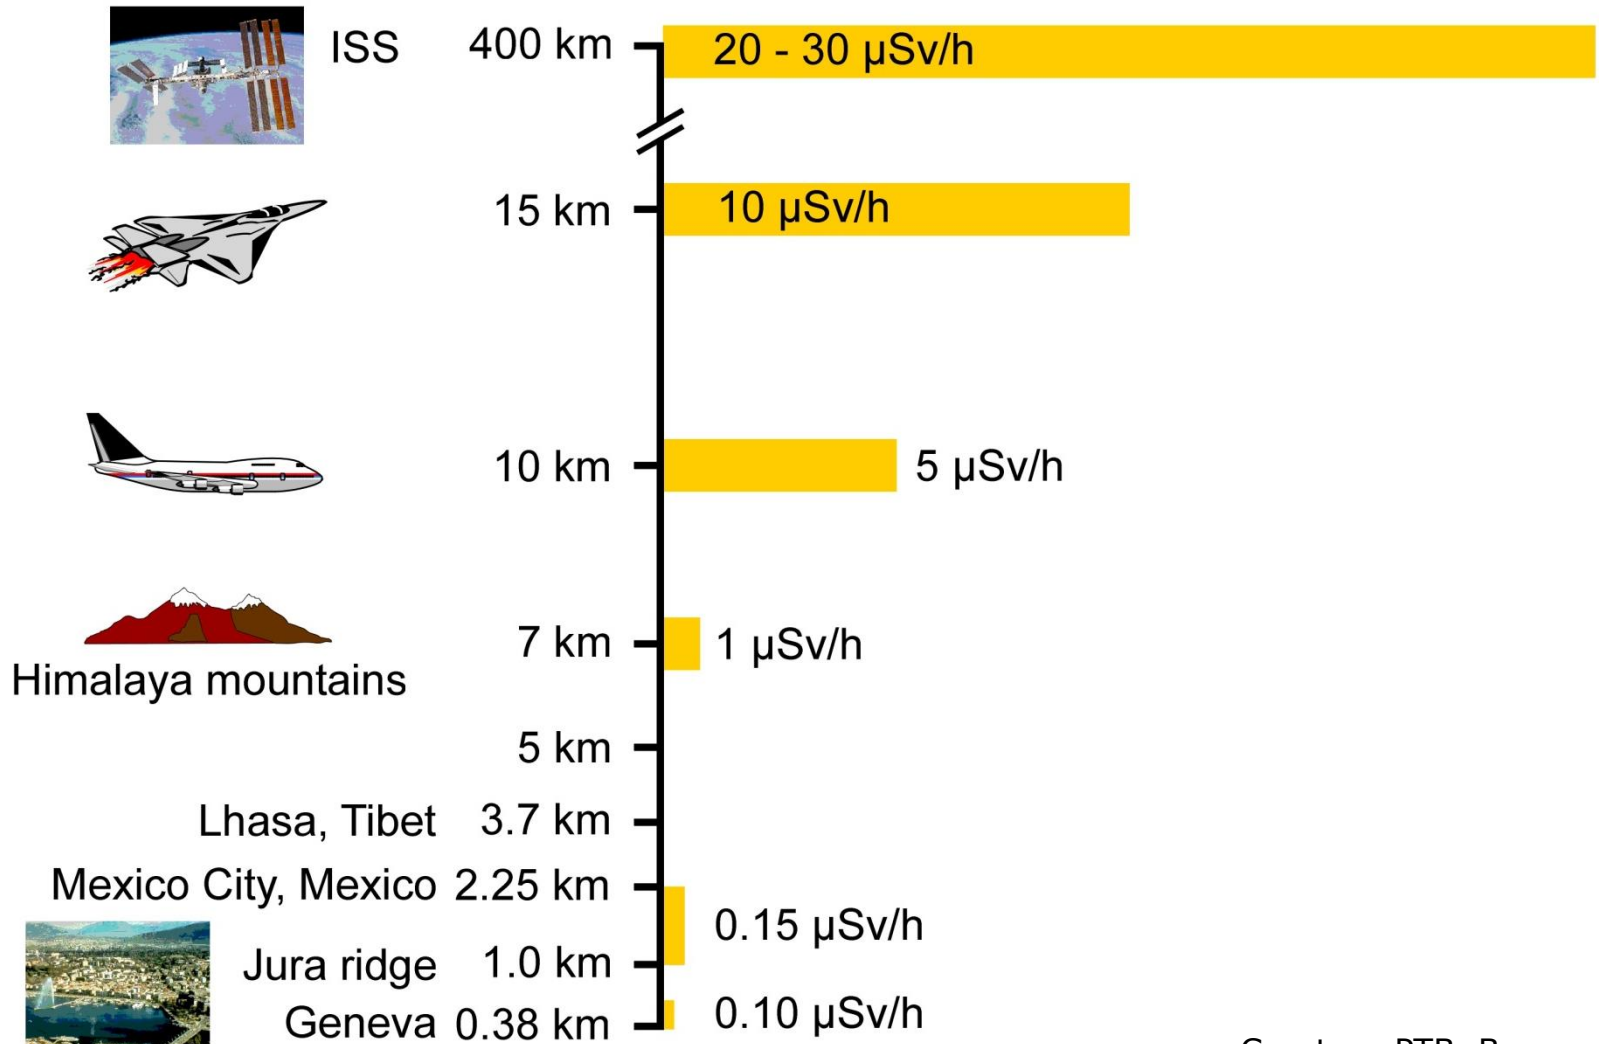 ISS 400 km 20 - 30 µSv/h
15 km 10 µSv/h
10 km 5 µSv/h
7 km 1 µSv/h
Himalaya mountains
5 km
Lhasa, Tibet 3.7 km
Mexico City, Mexico 2.25 km
0.15 µSv/h
Jura ridge 1.0 km
Geneva 0.38 km 0.10 µSv/h